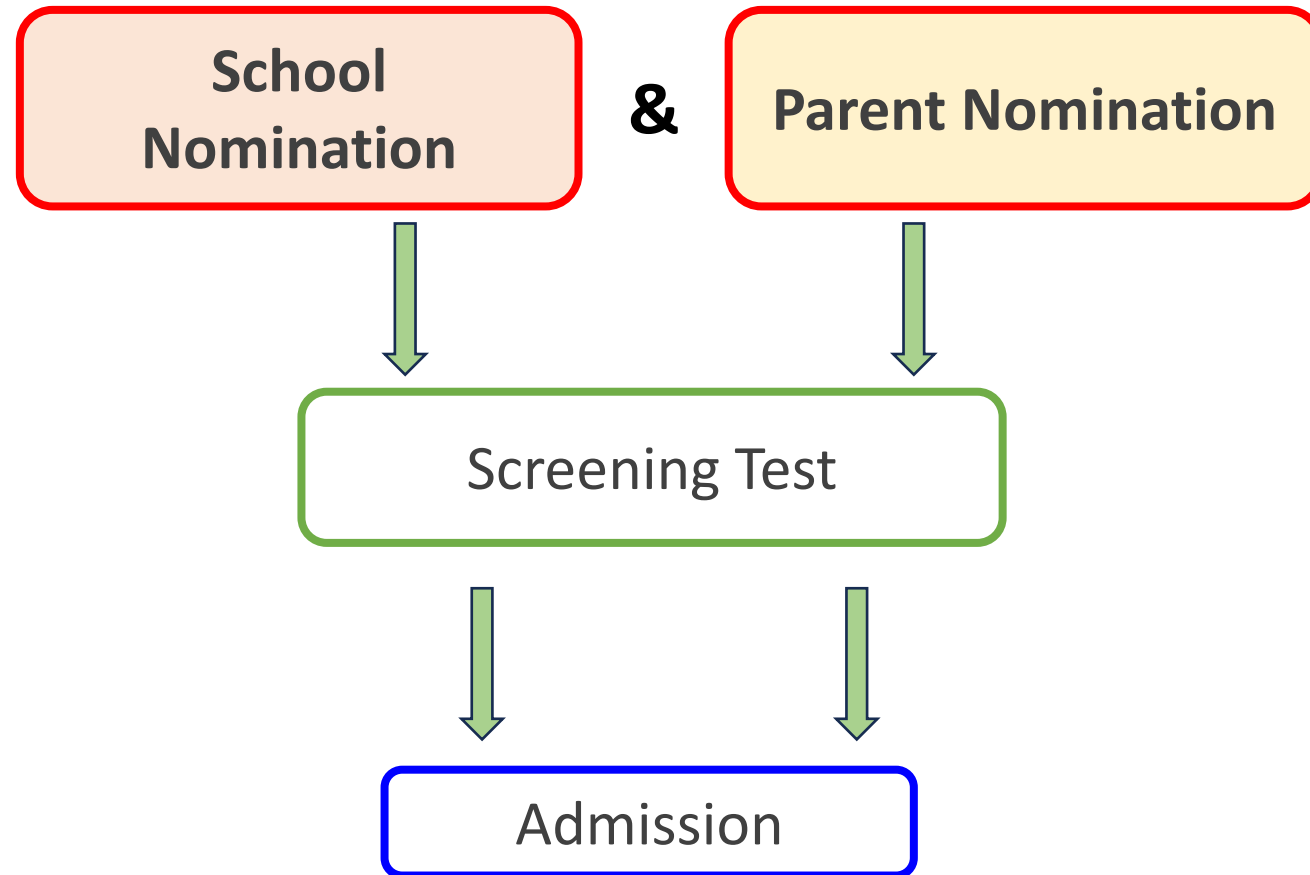 School
Nomination
&
Parent Nomination
Screening Test
Admission